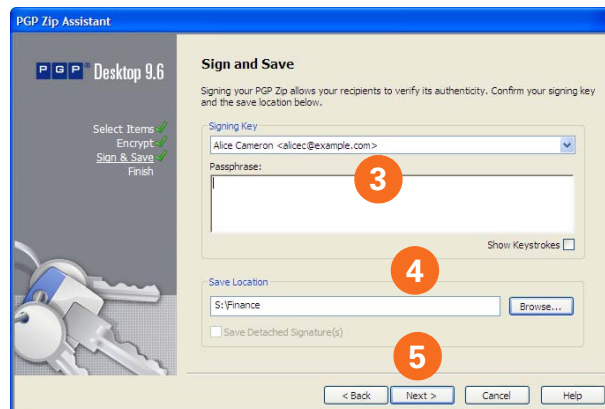 PGP Zip Assistant
PGP® Desktop 9.6
Select Items
Encrypt
Sign & Save
Finish
Sign and Save
Signing your PGP Zip allows your recipients to verify its authenticity. Confirm your signing key
and the save location below.
Signing Key
Alice Cameron <alicec@example.com>
Passphrase:
3
Show Keystrokes
4
Save Location
S:\Finance
Browse...
Save Detached Signature(s)
5
< Back Next > Cancel Help